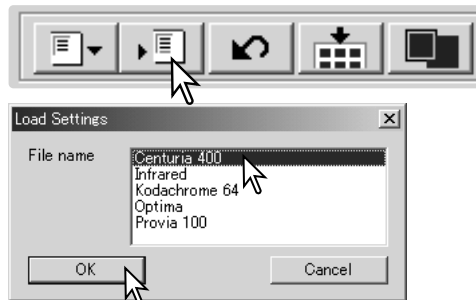 Load Settings
File name
Centuria 400
Infrared
Kodachrome 64
Optima
Provia 100
OK
Cancel